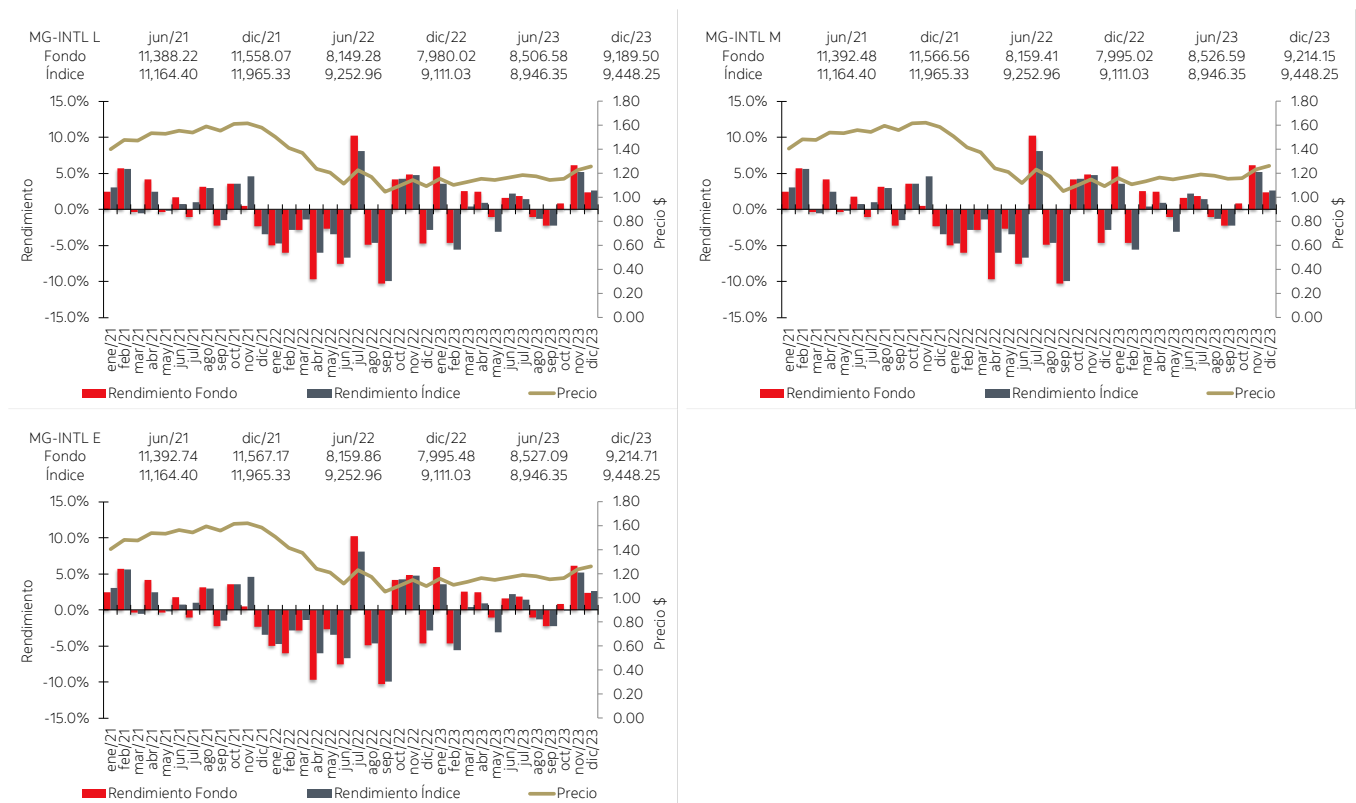 MG-INTL L jun/21 dic/21 jun/22 dic/22 jun/23 dic/23
Fondo 11,388.22 11,558.07 8,149.28 7,980.02 8,506.58 9,189.50
Índice 11,164.40 11,965.33 9,252.96 9,111.03 8,946.35 9,448.25
15.0%
10.0%
5.0%
0.0%
-5.0%
-10.0%
-15.0%
Rendimiento
1.80
1.60
1.40
1.20
1.00
0.80
0.60
0.40
0.20
0.00
Precio $
ene/21 feb/21 mar/21 abr/21 may/21 jun/21 jul/21 ago/21 sep/21 oct/21 nov/21 dic/21 ene/22 feb/22 mar/22 abr/22 may/22 jun/22 jul/22 ago/22 sep/22 oct/22 nov/22 dic/22 ene/23 feb/23 mar/23 abr/23 may/23 jun/23 jul/23 ago/23 sep/23 oct/23 nov/23 dic/23
Rendimiento Fondo Rendimiento Índice Precio
MG-INTL M jun/21 dic/21 jun/22 dic/22 jun/23 dic/23
Fondo 11,392.48 11,566.56 8,159.41 7,995.02 8,526.59 9,214.15
Índice 11,164.40 11,965.33 9,252.96 9,111.03 8,946.35 9,448.25
15.0%
10.0%
5.0%
0.0%
-5.0%
-10.0%
-15.0%
Rendimiento
1.80
1.60
1.40
1.20
1.00
0.80
0.60
0.40
0.20
0.00
Precio $
ene/21 feb/21 mar/21 abr/21 may/21 jun/21 jul/21 ago/21 sep/21 oct/21 nov/21 dic/21 ene/22 feb/22 mar/22 abr/22 may/22 jun/22 jul/22 ago/22 sep/22 oct/22 nov/22 dic/22 ene/23 feb/23 mar/23 abr/23 may/23 jun/23 jul/23 ago/23 sep/23 oct/23 nov/23 dic/23
Rendimiento Fondo Rendimiento Índice Precio
MG-INTL E jun/21 dic/21 jun/22 dic/22 jun/23 dic/23
Fondo 11,392.74 11,567.17 8,159.86 7,995.48 8,527.09 9,214.71
Índice 11,164.40 11,965.33 9,252.96 9,111.03 8,946.35 9,448.25
15.0%
10.0%
5.0%
0.0%
-5.0%
-10.0%
-15.0%
Rendimiento
1.80
1.60
1.40
1.20
1.00
0.80
0.60
0.40
0.20
0.00
Precio $
ene/21 feb/21 mar/21 abr/21 may/21 jun/21 jul/21 ago/21 sep/21 oct/21 nov/21 dic/21 ene/22 feb/22 mar/22 abr/22 may/22 jun/22 jul/22 ago/22 sep/22 oct/22 nov/22 dic/22 ene/23 feb/23 mar/23 abr/23 may/23 jun/23 jul/23 ago/23 sep/23 oct/23 nov/23 dic/23
Rendimiento Fondo Rendimiento Índice Precio